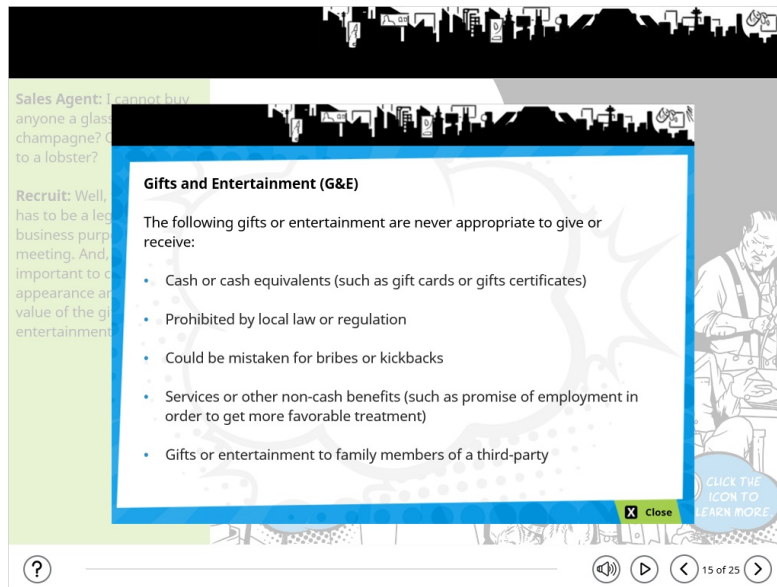 Sales Agent: I cannot buy
anyone a glass
champagne?
to a lobster?
Recruit: Well,
has to be a
business
meeting. And,
important to
appearance
value of the
entertainment
Gifts and Entertainment (G&E)
The following gifts or entertainment are never appropriate to give or
receive:
• Cash or cash equivalents (such as gift cards or gifts certificates)
• Prohibited by local law or regulation
• Could be mistaken for bribes or kickbacks
• Services or other non-cash benefits (such as promise of employment in
order to get more favorable treatment)
• Gifts or entertainment to family members of a third-party
X Close
CLICK THE
ICON TO
LEARN MORE
?
15 of 25